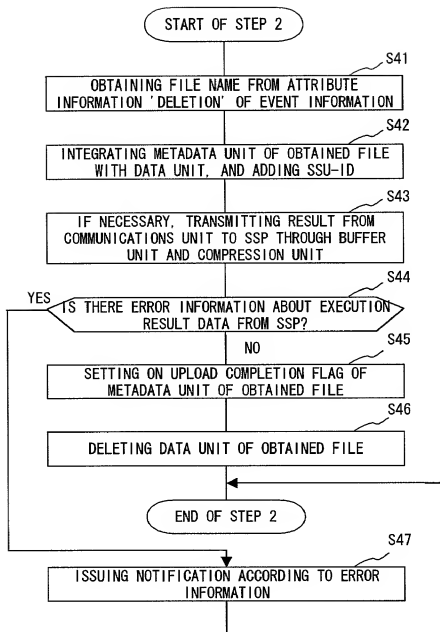 START OF STEP 2
S41
OBTAINING FILE NAME FROM ATTRIBUTE
INFORMATION 'DELETION' OF EVENT INFORMATION
S42
INTEGRATING METADATA UNIT OF OBTAINED FILE
WITH DATA UNIT, AND ADDING SSU-ID
S43
IF NECESSARY, TRANSMITTING RESULT FROM
COMMUNICATIONS UNIT TO SSP THROUGH BUFFER
UNIT AND COMPRESSION UNIT
S44
YES
IS THERE ERROR INFORMATION ABOUT EXECUTION
RESULT DATA FROM SSP?
NO
S45
SETTING ON UPLOAD COMPLETION FLAG OF
METADATA UNIT OF OBTAINED FILE
S46
DELETING DATA UNIT OF OBTAINED FILE
END OF STEP 2
S47
ISSUING NOTIFICATION ACCORDING TO ERROR
INFORMATION